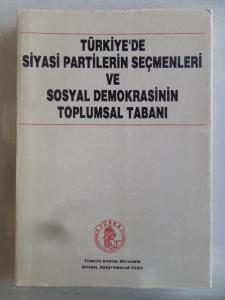 TÜRKİYE'DE
SİYASİ PARTİLERİN SEÇMENLERİ
VE
SOSYAL DEMOKRASİNİN
TOPLUMSAL TABANI
TÜSES
TÜRKİYE SOSYAL EKONOMİK
SİYASAL ARAŞTIRMALAR VAKFI